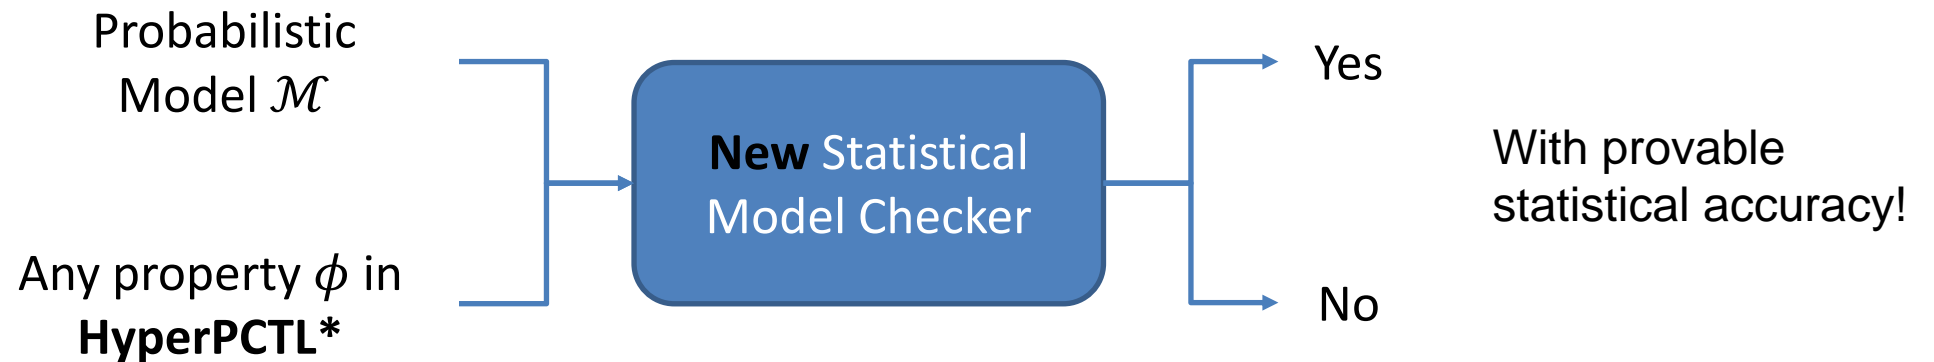 Probabilistic
Model ℳ
Any property ϕ in
HyperPCTL*
New Statistical
Model Checker
Yes
No
With provable
statistical accuracy!